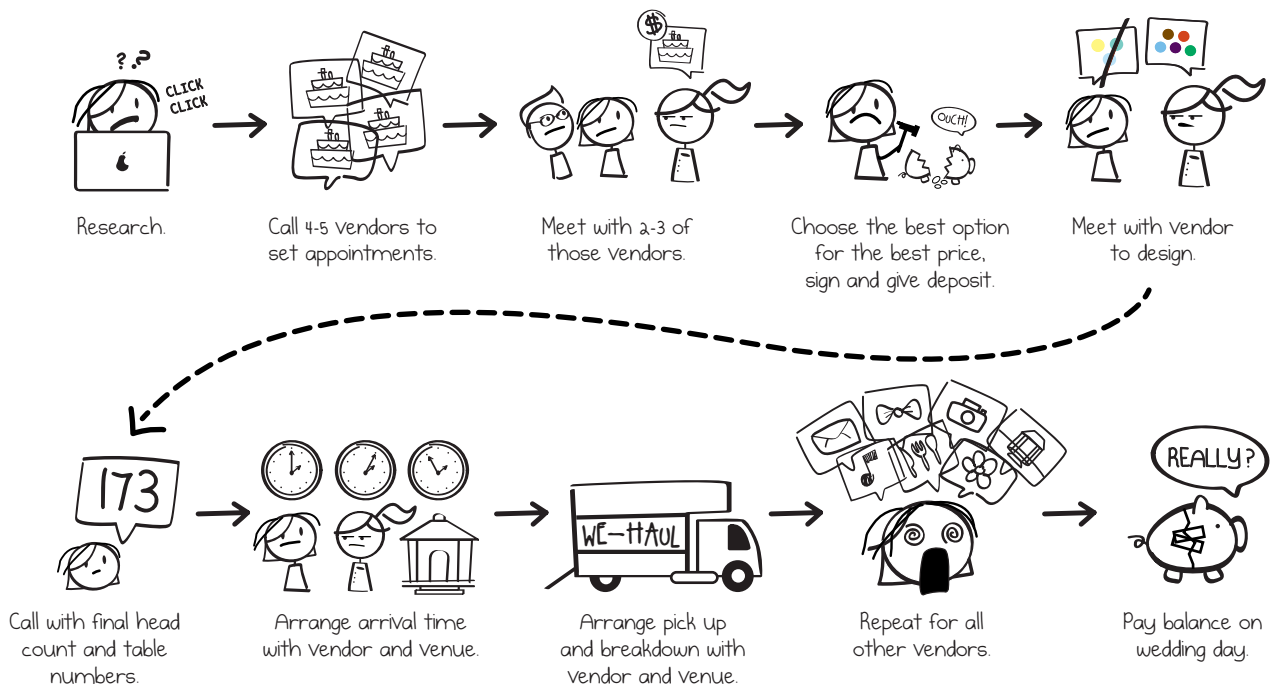 ? ? ?
CLICK
CLICK
Research.
Call 4-5 vendors to
set appointments.
$
Meet with 2-3 of
those vendors.
OUCH!
Choose the best option
for the best price,
sign and give deposit.
Meet with vendor
to design.
173
Call with final head
count and table
numbers.
Arrange arrival time
with vendor and venue.
WE-HAUL
Arrange pick up
and breakdown with
vendor and venue.
Repeat for all
other vendors.
REALLY?
Pay balance on
wedding day.